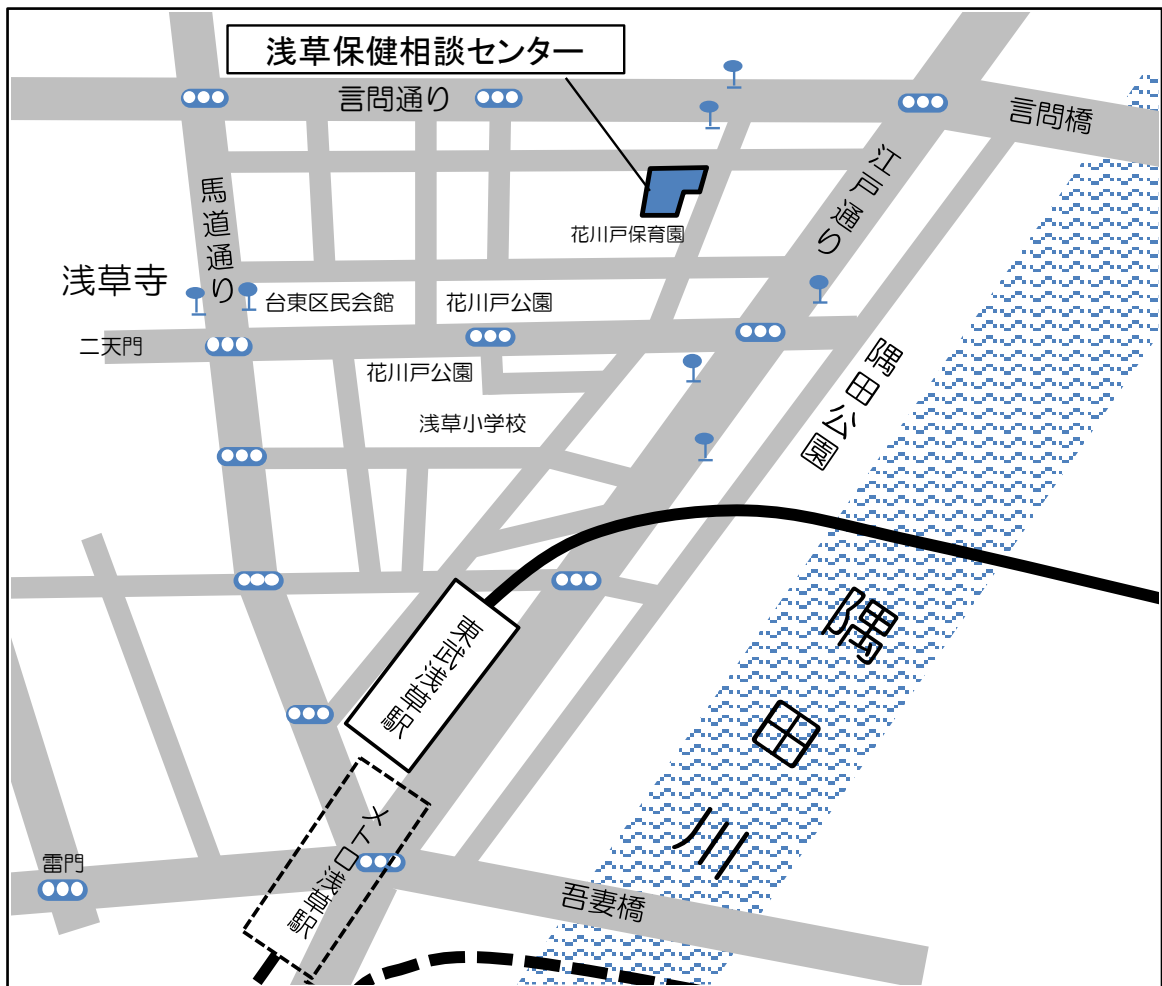 浅草保健相談センター
言問通り
言問橋
江戸通り
馬道通り
花川戸保育園
浅草寺
台東区民会館
花川戸公園
二天門
花川戸公園
隅田公園
浅草小学校
東武浅草駅
隅田川
メトロ浅草駅
雷門
吾妻橋